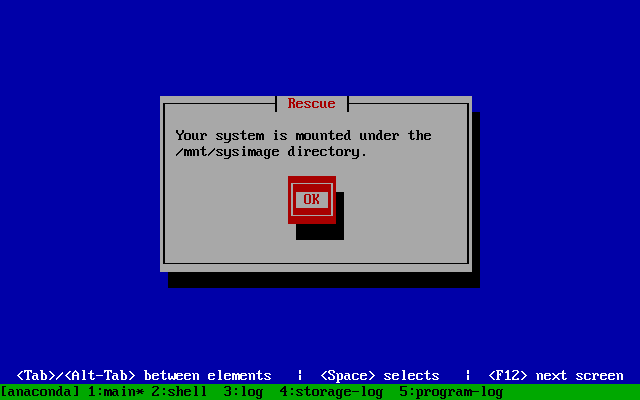 Rescue
Your system is mounted under the
/mnt/sysimage directory.
OK
<Tab>/<Alt-Tab> between elements | <Space> selects | <F12> next screen
[anaconda] 1:main* 2:shell 3:log 4:storage-log 5:program-log